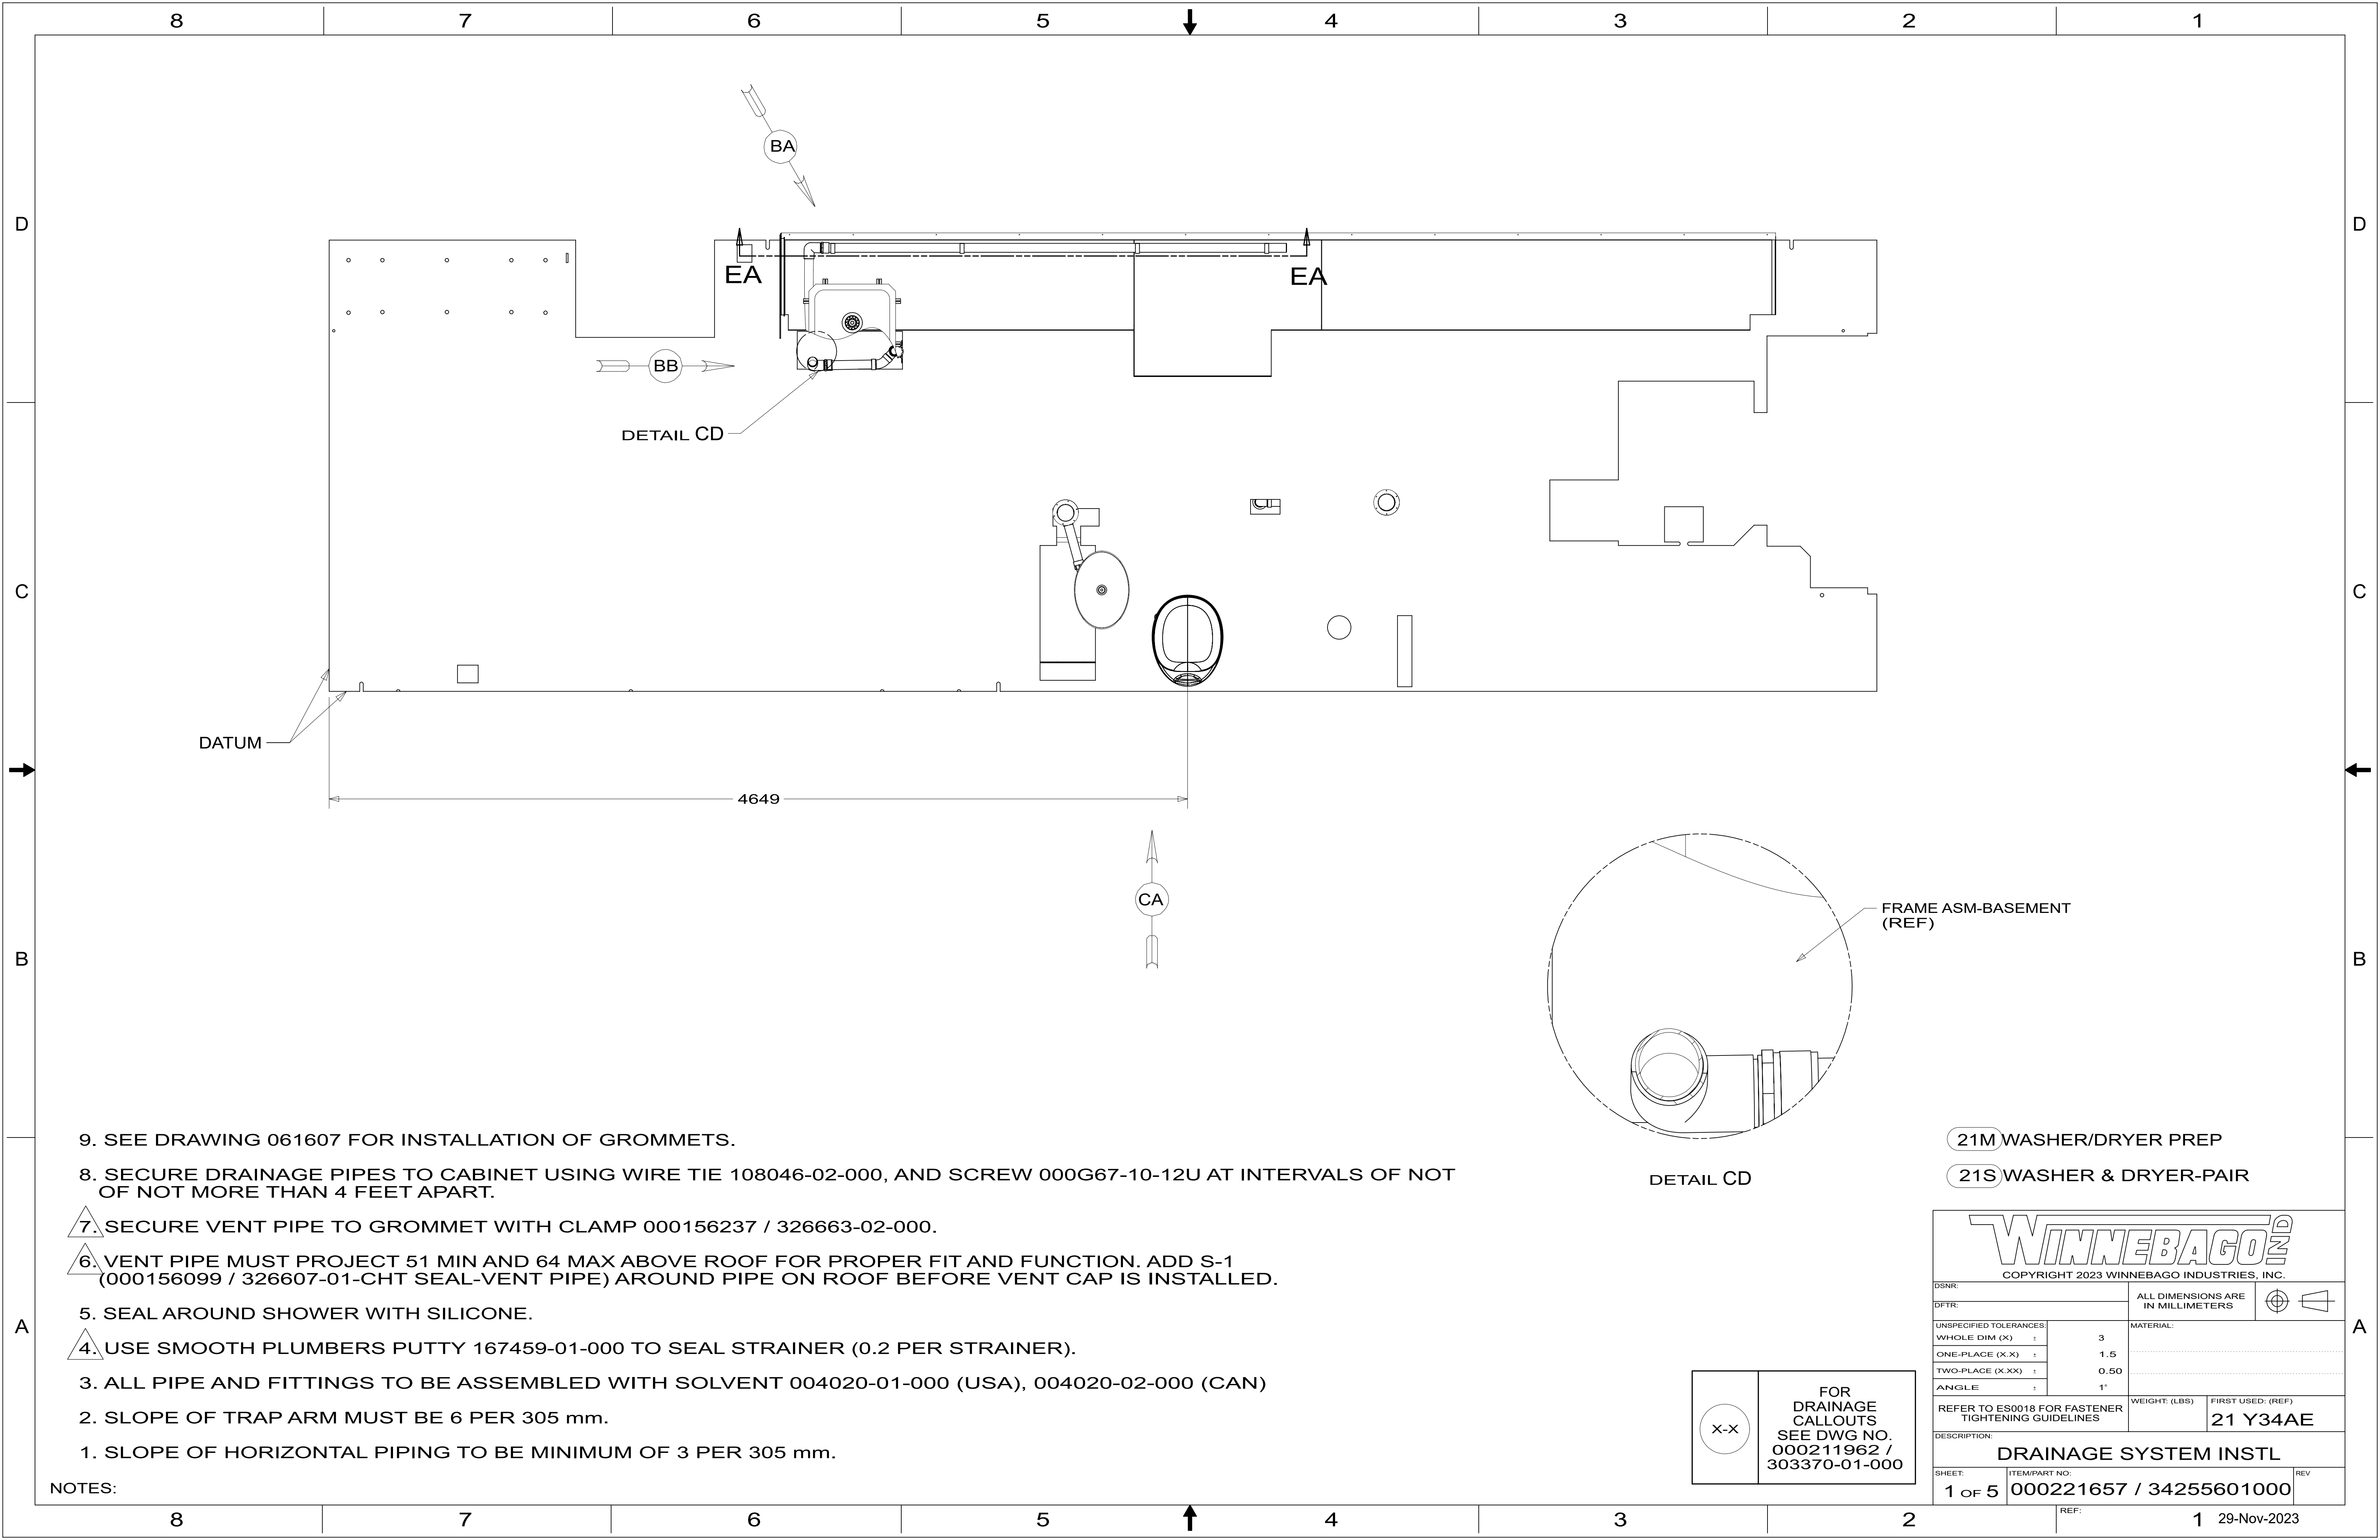 8 7 6 5 4 3 2 1
D D
BA
EA EA
BB
DETAIL CD
C C
DATUM
4649
CA
FRAME ASM-BASEMENT
(REF)
B B
DETAIL CD
9. SEE DRAWING 061607 FOR INSTALLATION OF GROMMETS.
8. SECURE DRAINAGE PIPES TO CABINET USING WIRE TIE 108046-02-000, AND SCREW 000G67-10-12U AT INTERVALS OF NOT
OF NOT MORE THAN 4 FEET APART.
7. SECURE VENT PIPE TO GROMMET WITH CLAMP 000156237 / 326663-02-000.
6. VENT PIPE MUST PROJECT 51 MIN AND 64 MAX ABOVE ROOF FOR PROPER FIT AND FUNCTION. ADD S-1
(000156099 / 326607-01-CHT SEAL-VENT PIPE) AROUND PIPE ON ROOF BEFORE VENT CAP IS INSTALLED.
5. SEAL AROUND SHOWER WITH SILICONE.
4. USE SMOOTH PLUMBERS PUTTY 167459-01-000 TO SEAL STRAINER (0.2 PER STRAINER).
3. ALL PIPE AND FITTINGS TO BE ASSEMBLED WITH SOLVENT 004020-01-000 (USA), 004020-02-000 (CAN)
2. SLOPE OF TRAP ARM MUST BE 6 PER 305 mm.
1. SLOPE OF HORIZONTAL PIPING TO BE MINIMUM OF 3 PER 305 mm.
NOTES:
A A
21M WASHER/DRYER PREP
21S WASHER & DRYER-PAIR
X-X
FOR
DRAINAGE
CALLOUTS
SEE DWG NO.
000211962 /
303370-01-000
WINNEBAGO IND
COPYRIGHT 2023 WINNEBAGO INDUSTRIES, INC.
DSNR:
DFTR:
ALL DIMENSIONS ARE
IN MILLIMETERS
UNSPECIFIED TOLERANCES:
WHOLE DIM (X) ± 3
ONE-PLACE (X.X) ± 1.5
TWO-PLACE (X.XX) ± 0.50
ANGLE ± 1°
MATERIAL:
REFER TO ES0018 FOR FASTENER
TIGHTENING GUIDELINES
WEIGHT: (LBS)
FIRST USED: (REF)
21 Y34AE
DESCRIPTION:
DRAINAGE SYSTEM INSTL
SHEET:
1 OF 5
ITEM/PART NO:
000221657 / 34255601000
REV
REF:
29-Nov-2023
8 7 6 5 4 3 2 1